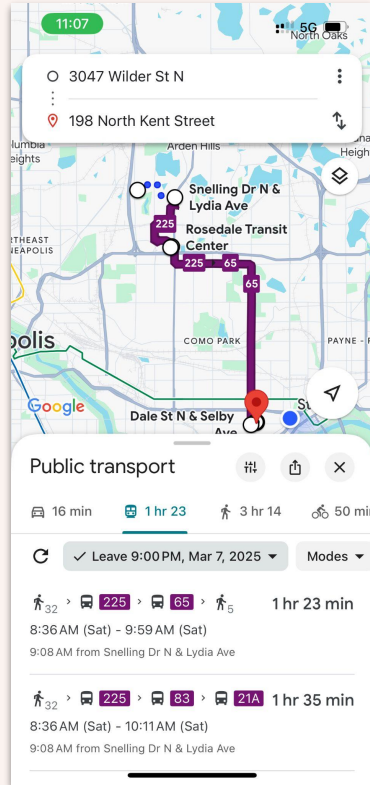 11:07
5G
North Oaks
3047 Wilder St N
198 North Kent Street
Arden Hills
Snelling Dr N &
Lydia Ave
225
Rosedale Transit
Center
225
65
65
COMO PARK
Google
Dale St N & Selby
Ave
Public transport
16 min
1 hr 23
3 hr 14
50 min
Leave 9:00 PM, Mar 7, 2025
Modes
32
225
65
5
1 hr 23 min
8:36 AM (Sat) - 9:59 AM (Sat)
9:08 AM from Snelling Dr N & Lydia Ave
32
225
83
21A
1 hr 35 min
8:36 AM (Sat) - 10:11 AM (Sat)
9:08 AM from Snelling Dr N & Lydia Ave